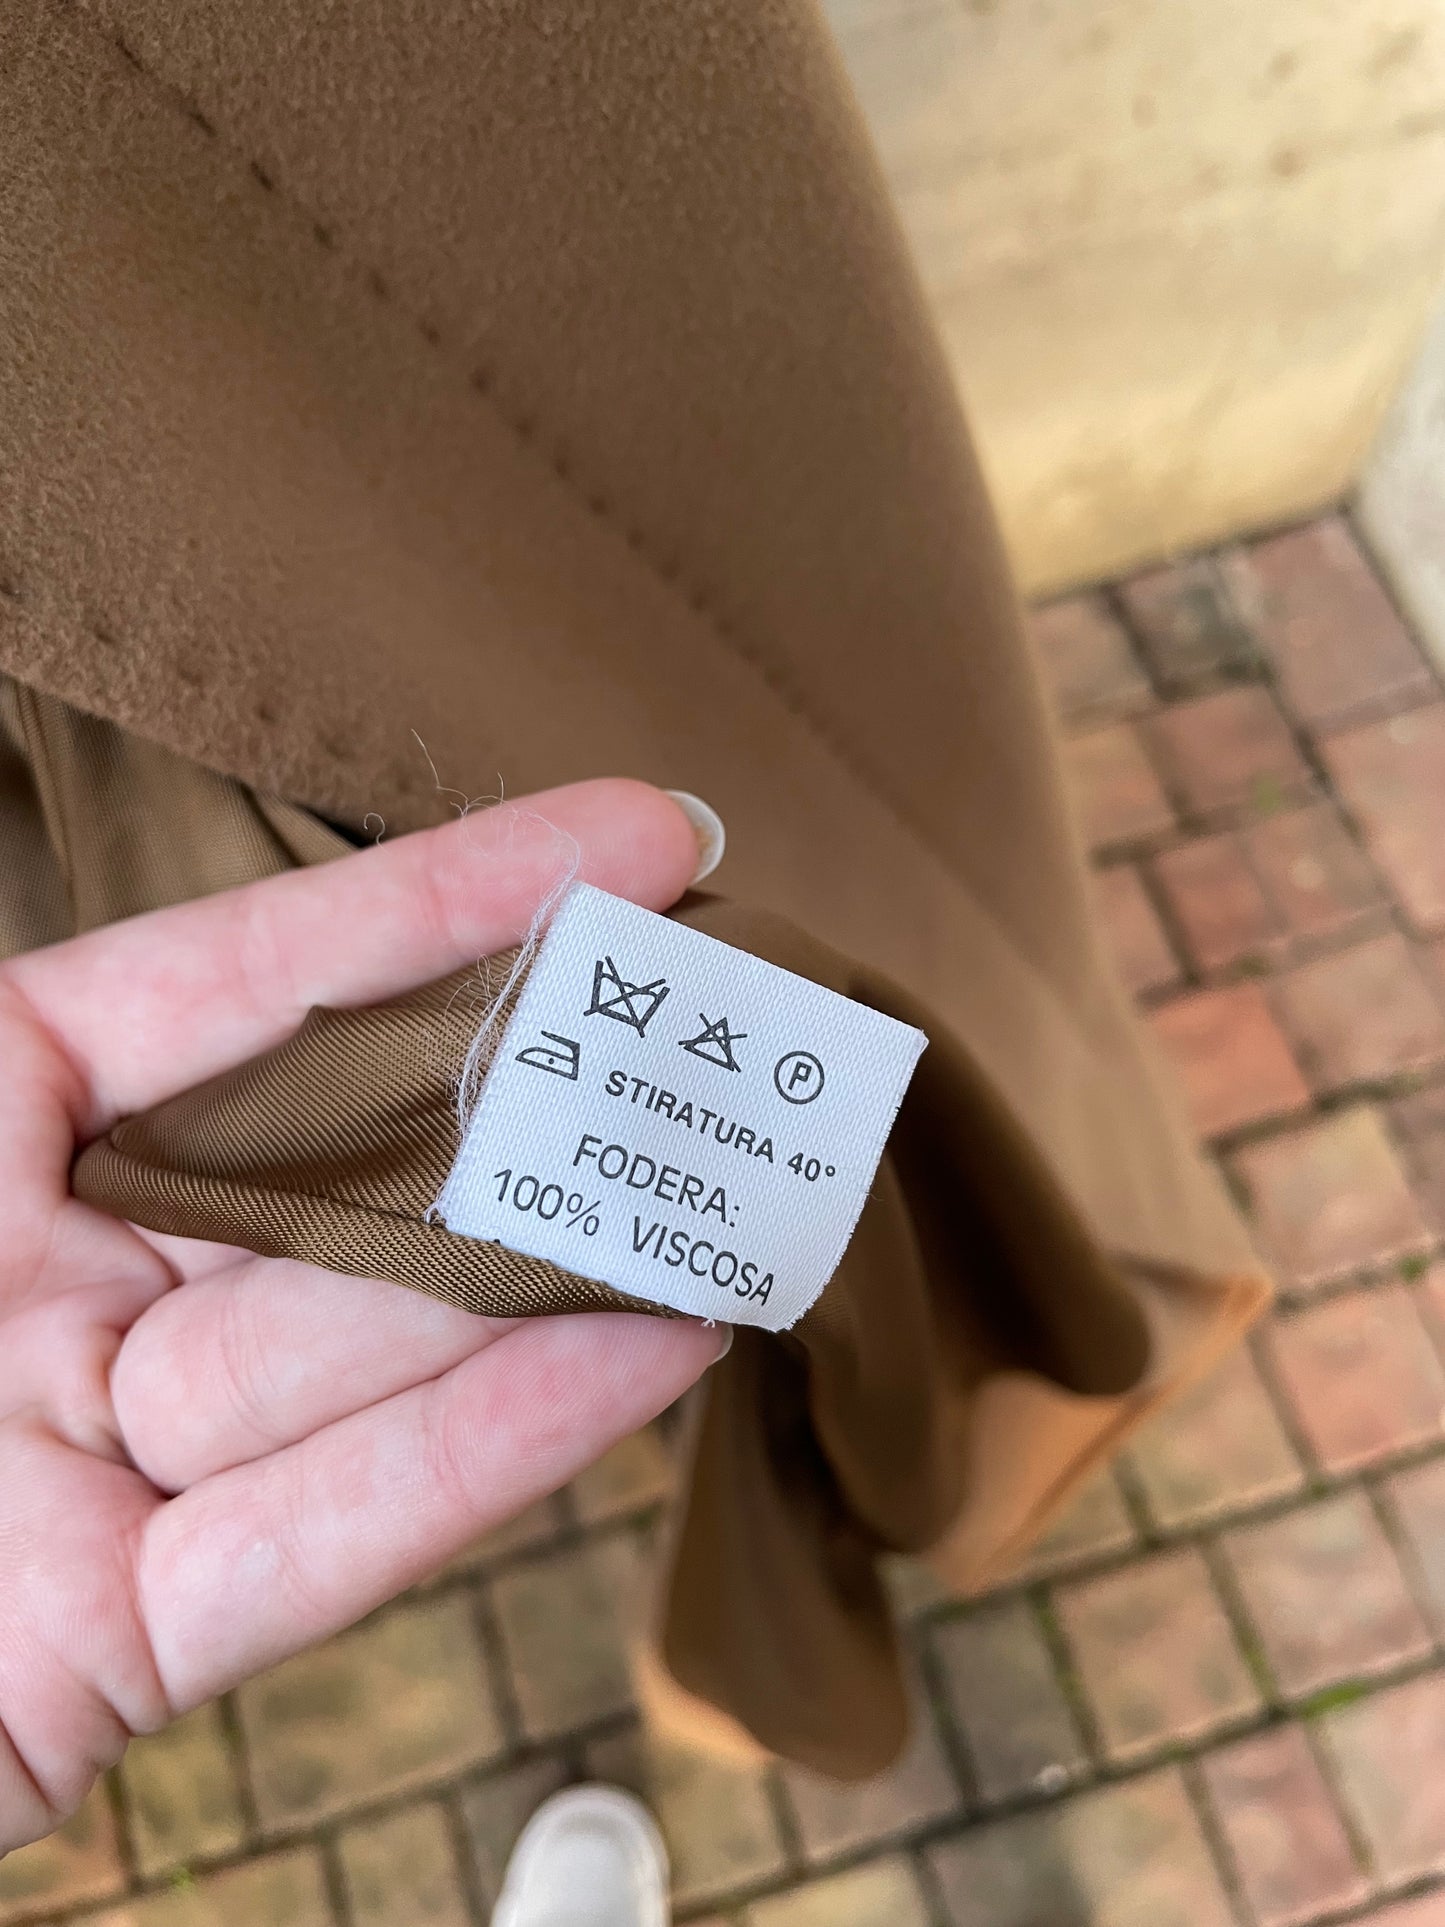 P
STIRATURA 40°
FODERA:
100% VISCOSA